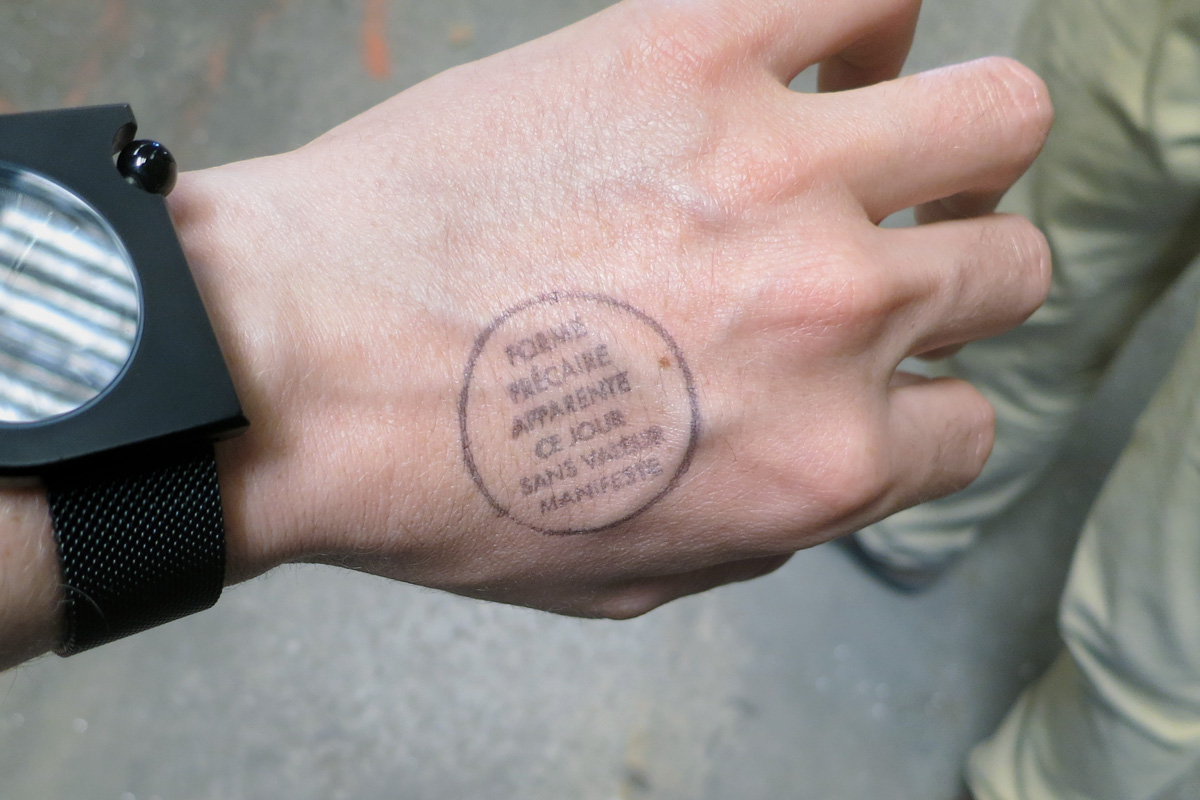 FORME
PRÉCAIRE
APPARENTE
CE JOUR
SANS VALEUR
MANIFESTE